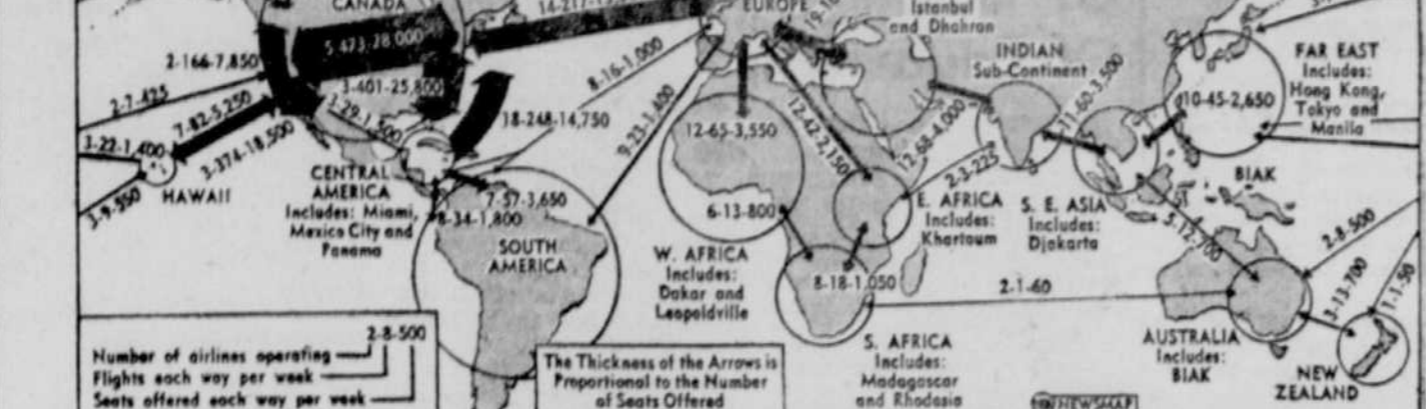 CANADA
EUROPE
Istanbul
and Dhahran
5-473-28,000
2-166-7,850
3-401-25,800
8-16-1,000
INDIAN
Sub-Continent
FAR EAST
Includes:
Hong Kong,
Tokyo and
Manila
2-7-425
7-82-5,250
3-29-1,500
18-248-14,750
9-23-1,400
12-65-3,550
12-42-2,150
12-68-4,000
11-60-3,500
10-45-2,650
3-22-1,400
3-374-18,500
2-3-225
3-9-550
HAWAII
CENTRAL
AMERICA
Includes: Miami,
Mexico City and
Panama
7-57-3,650
8-34-1,800
SOUTH
AMERICA
6-13-800
W. AFRICA
Includes:
Dakar and
Leopoldville
E. AFRICA
Includes:
Khartoum
S. E. ASIA
Includes:
Djakarta
BIAK
5-12-700
2-8-500
8-18-1,050
2-1-60
3-13-700
1-1-50
S. AFRICA
Includes:
Madagascar
and Rhodesia
AUSTRALIA
Includes:
BIAK
NEW
ZEALAND
2-8-500
Number of airlines operating
Flights each way per week
Seats offered each way per week
The Thickness of the Arrows is
Proportional to the Number
of Seats Offered
NEWSMAP